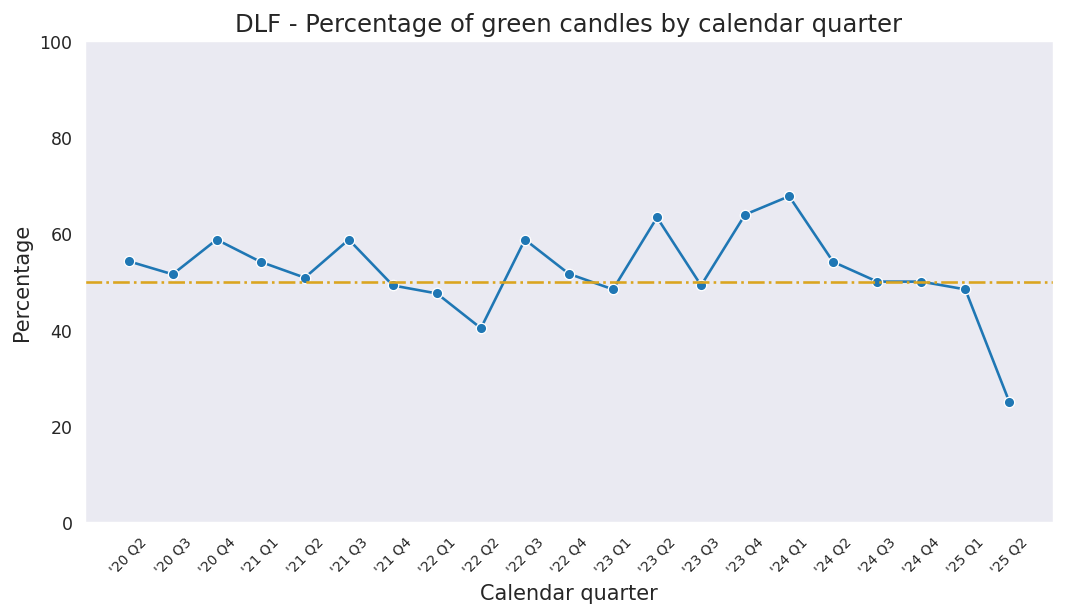 DLF - Percentage of green candles by calendar quarter
Percentage
100
80
60
40
20
0
'20 Q2
'20 Q3
'20 Q4
'21 Q1
'21 Q2
'21 Q3
'21 Q4
'22 Q1
'22 Q2
'22 Q3
'22 Q4
'23 Q1
'23 Q2
'23 Q3
'23 Q4
'24 Q1
'24 Q2
'24 Q3
'24 Q4
'25 Q1
'25 Q2
Calendar quarter